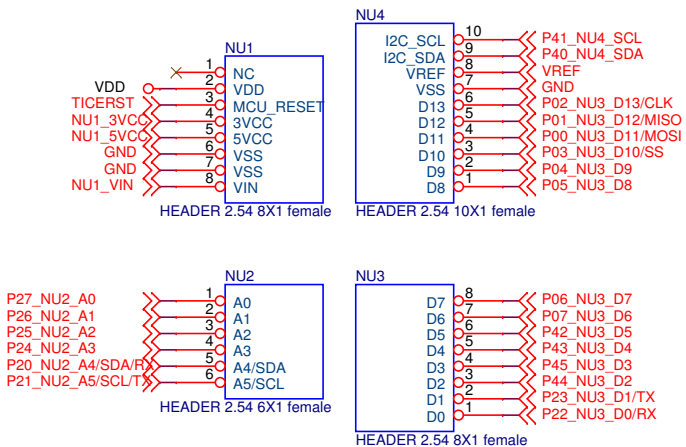 NU1
1 NC
VDD 2 VDD
TICERST 3 MCU_RESET
NU1_3VCC 4 3VCC
NU1_5VCC 5 5VCC
GND 6 VSS
GND 7 VSS
NU1_VIN 8 VIN
HEADER 2.54 8X1 female
NU4
I2C_SCL 10 P41_NU4_SCL
I2C_SDA 9 P40_NU4_SDA
VREF 8 VREF
VSS 7 GND
D13 6 P02_NU3_D13/CLK
D12 5 P01_NU3_D12/MISO
D11 4 P00_NU3_D11/MOSI
D10 3 P03_NU3_D10/SS
D9 2 P04_NU3_D9
D8 1 P05_NU3_D8
HEADER 2.54 10X1 female
NU2
P27_NU2_A0 1 A0
P26_NU2_A1 2 A1
P25_NU2_A2 3 A2
P24_NU2_A3 4 A3
P20_NU2_A4/SDA/RX 5 A4/SDA
P21_NU2_A5/SCL/TX 6 A5/SCL
HEADER 2.54 6X1 female
NU3
D7 8 P06_NU3_D7
D6 7 P07_NU3_D6
D5 6 P42_NU3_D5
D4 5 P43_NU3_D4
D3 4 P45_NU3_D3
D2 3 P44_NU3_D2
D1 2 P23_NU3_D1/TX
D0 1 P22_NU3_D0/RX
HEADER 2.54 8X1 female